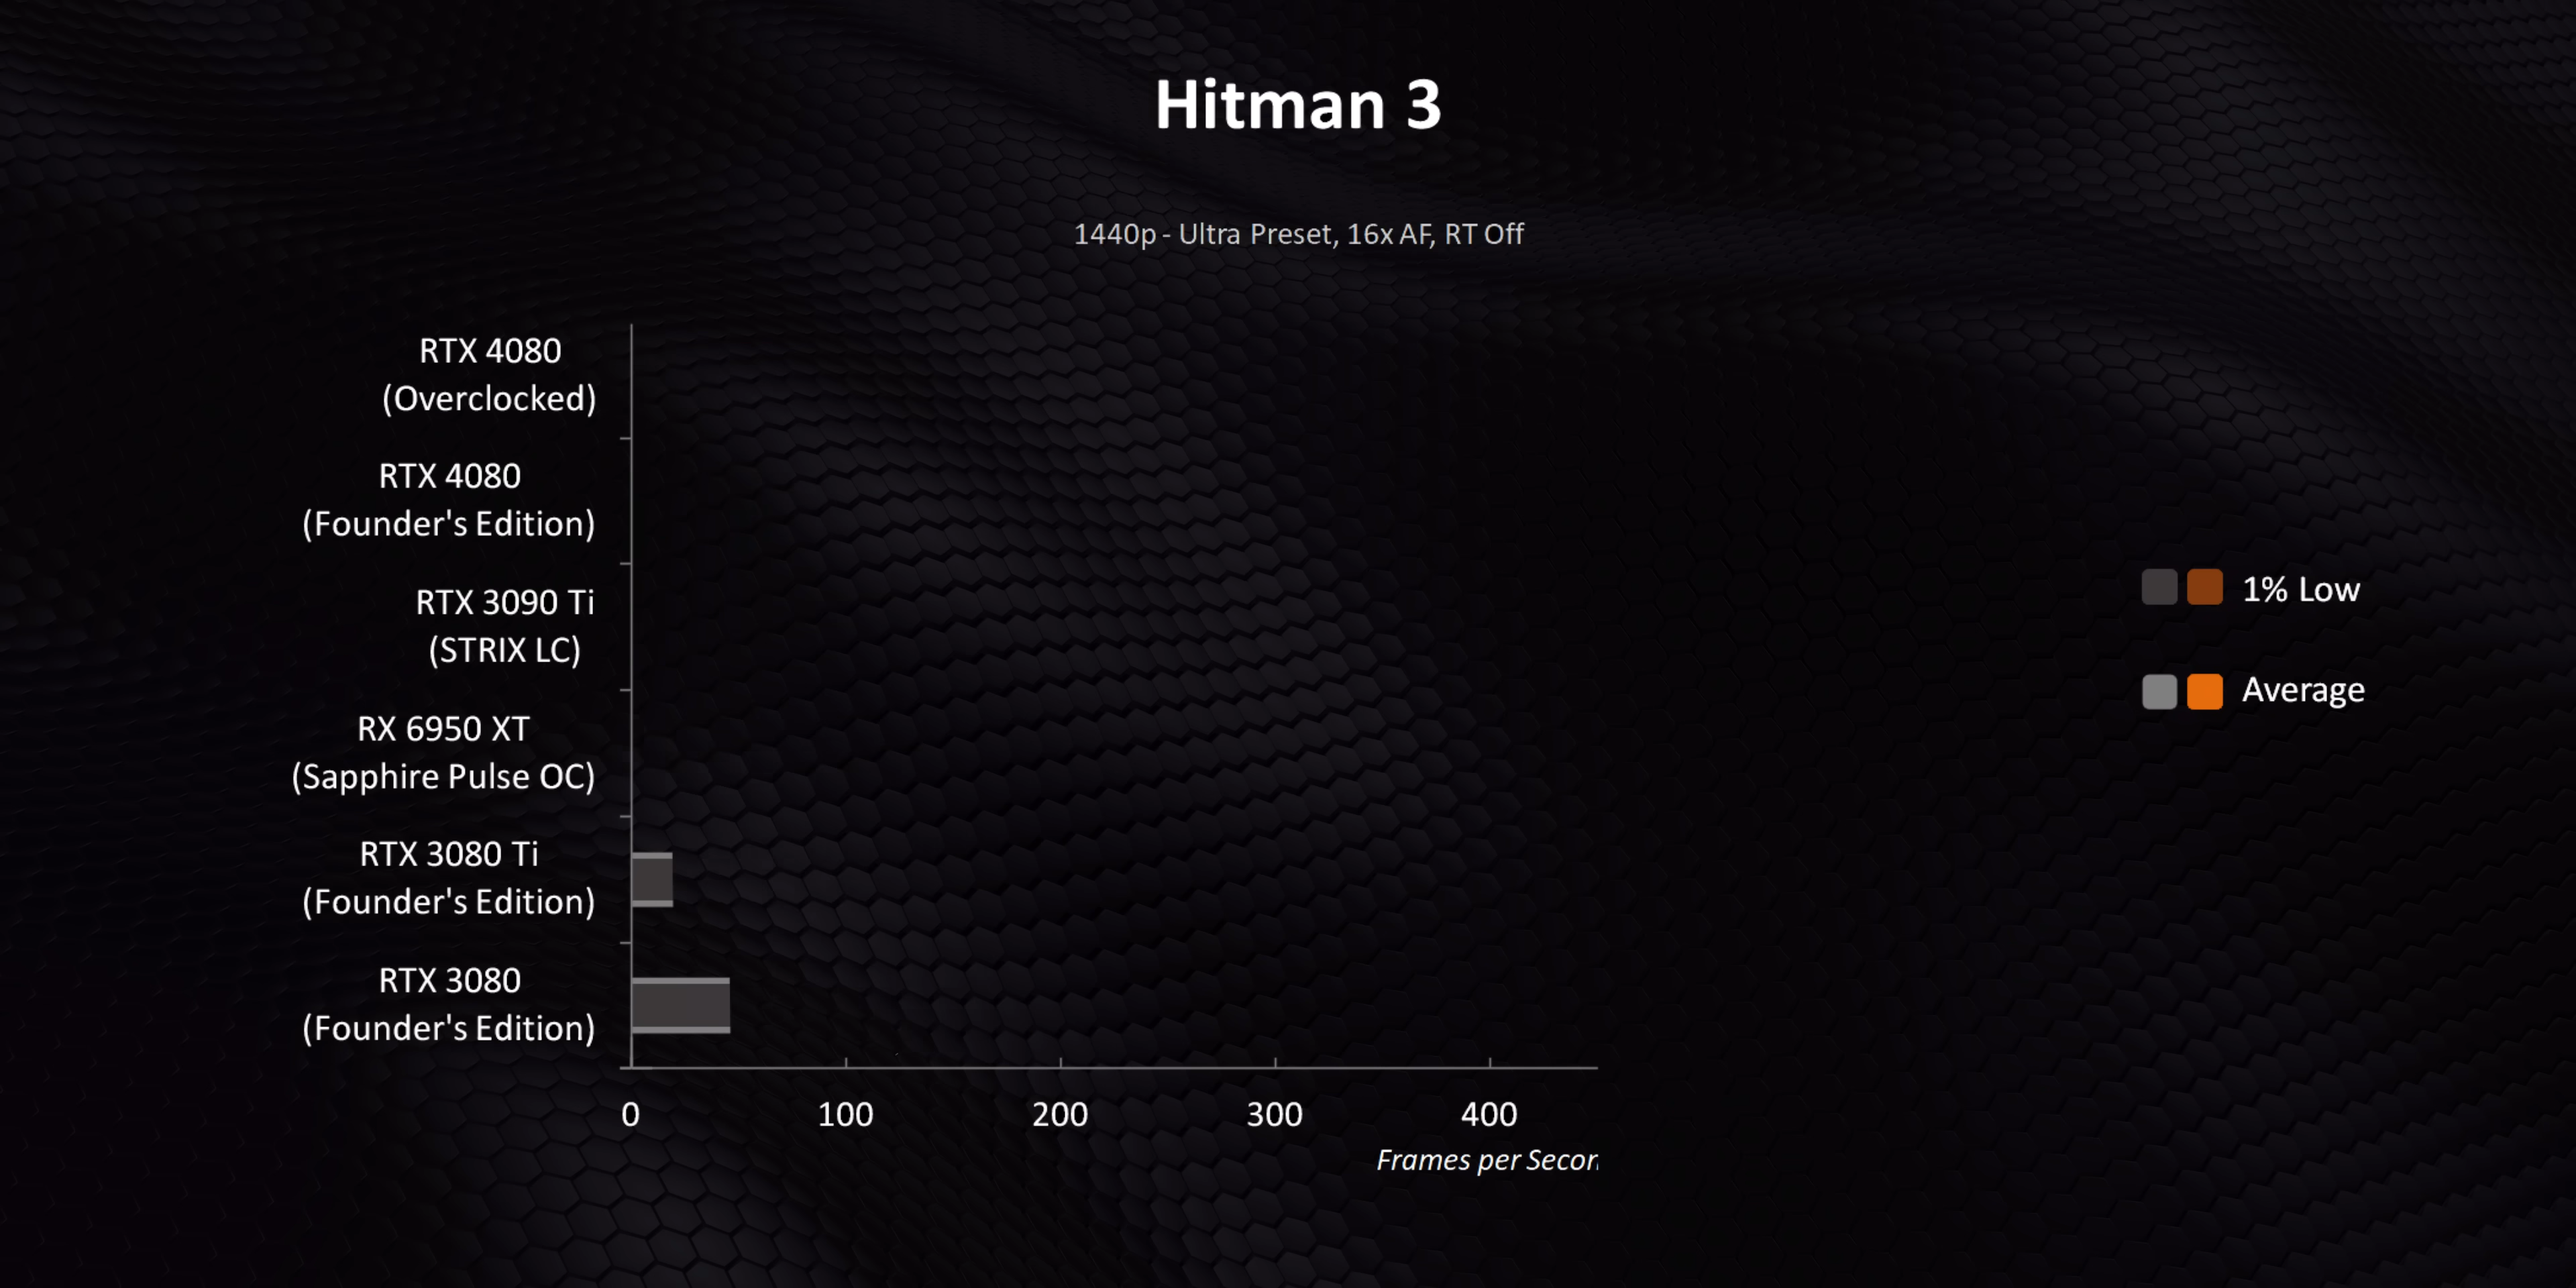 Hitman 3
1440p - Ultra Preset, 16x AF, RT Off
RTX 4080
(Overclocked)
RTX 4080
(Founder's Edition)
RTX 3090 Ti
(STRIX LC)
RX 6950 XT
(Sapphire Pulse OC)
RTX 3080 Ti
(Founder's Edition)
RTX 3080
(Founder's Edition)
0 100 200 300 400
Frames per Secon
1% Low
Average